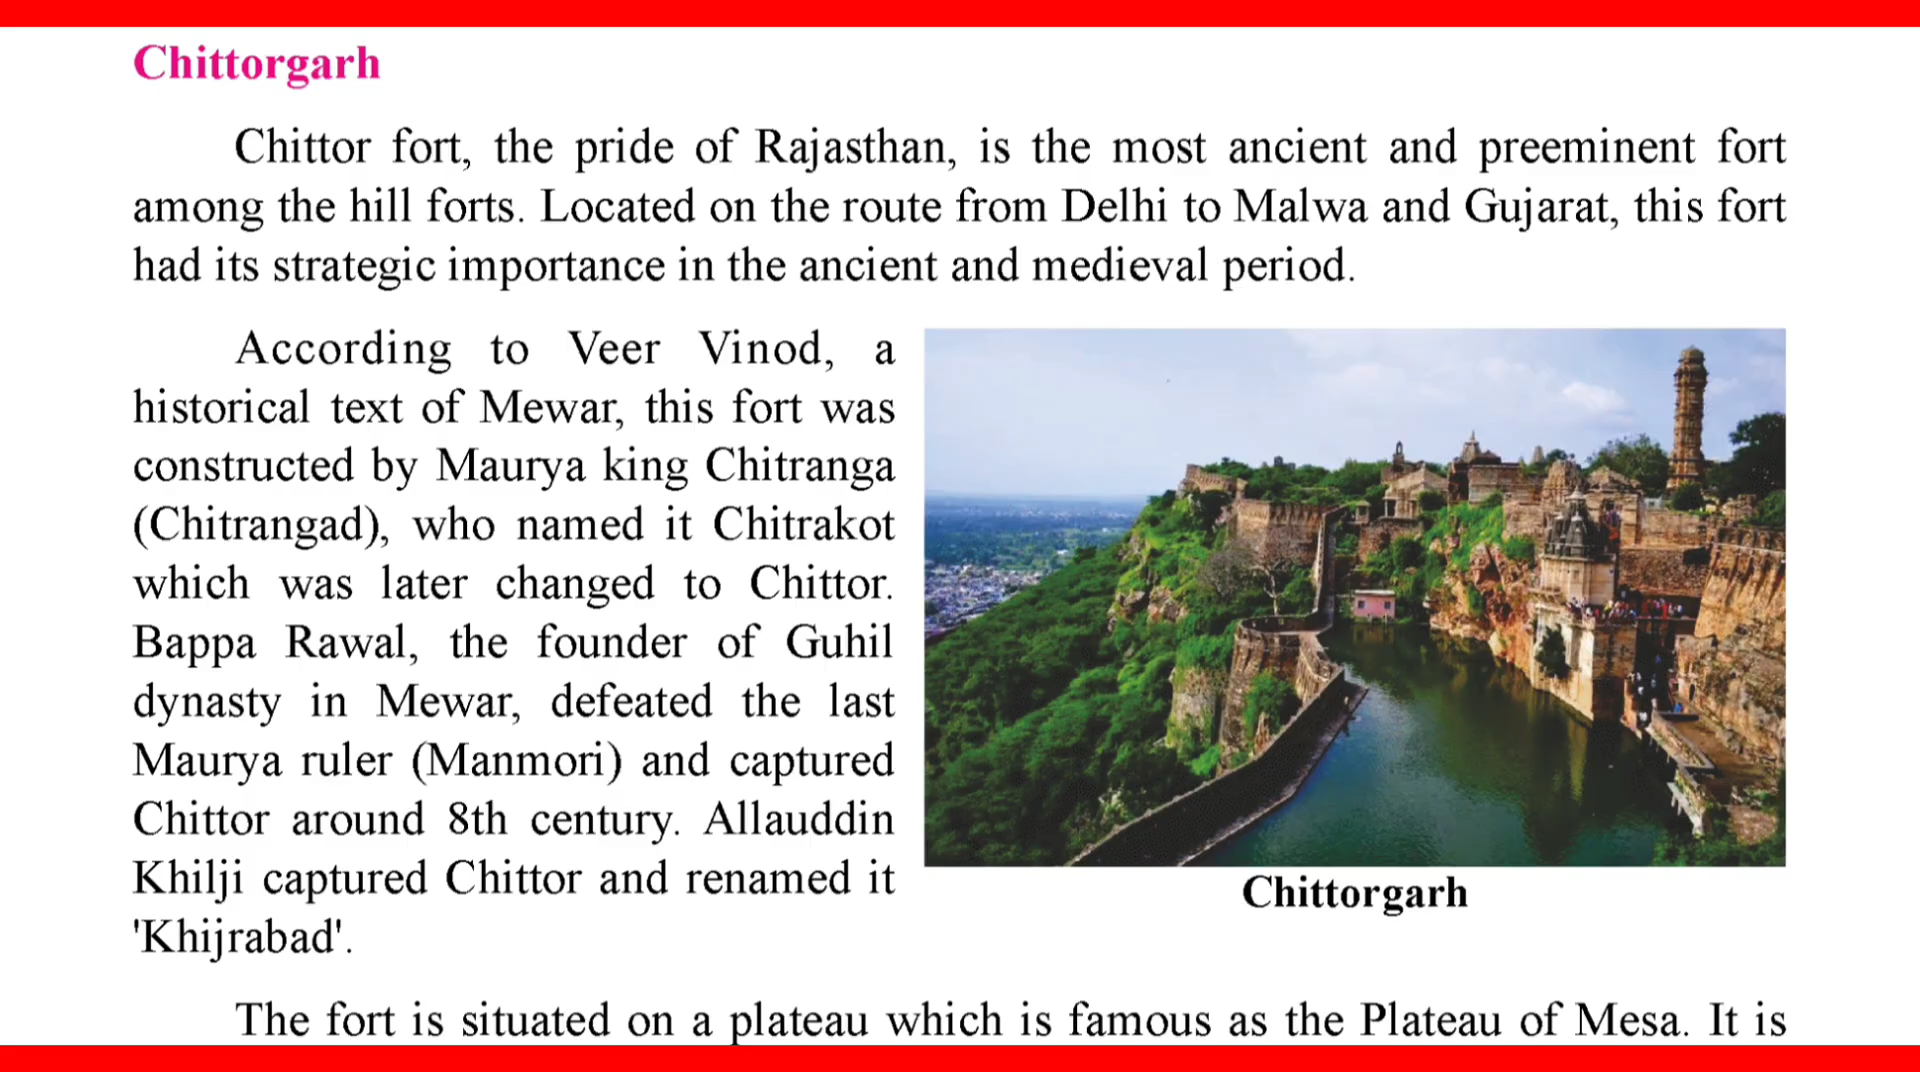 Chittorgarh
Chittor fort, the pride of Rajasthan, is the most ancient and preeminent fort
among the hill forts. Located on the route from Delhi to Malwa and Gujarat, this fort
had its strategic importance in the ancient and medieval period.
According to Veer Vinod, a
historical text of Mewar, this fort was
constructed by Maurya king Chitranga
(Chitrangad), who named it Chitrakot
which was later changed to Chittor.
Bappa Rawal, the founder of Guhil
dynasty in Mewar, defeated the last
Maurya ruler (Manmori) and captured
Chittor around 8th century. Allauddin
Khilji captured Chittor and renamed it
'Khijrabad'.
Chittorgarh
The fort is situated on a plateau which is famous as the Plateau of Mesa. It is